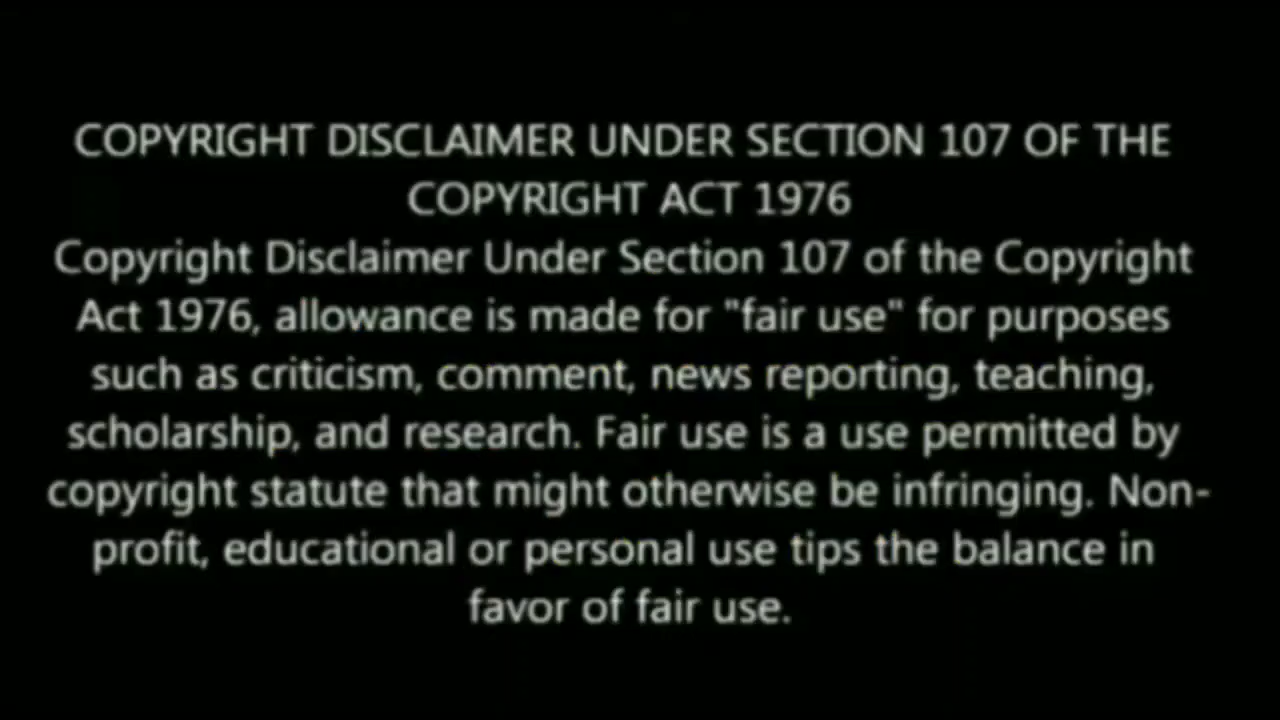 COPYRIGHT DISCLAIMER UNDER SECTION 107 OF THE
COPYRIGHT ACT 1976
Copyright Disclaimer Under Section 107 of the Copyright
Act 1976, allowance is made for "fair use" for purposes
such as criticism, comment, news reporting, teaching,
scholarship, and research. Fair use is a use permitted by
copyright statute that might otherwise be infringing. Non-
profit, educational or personal use tips the balance in
favor of fair use.